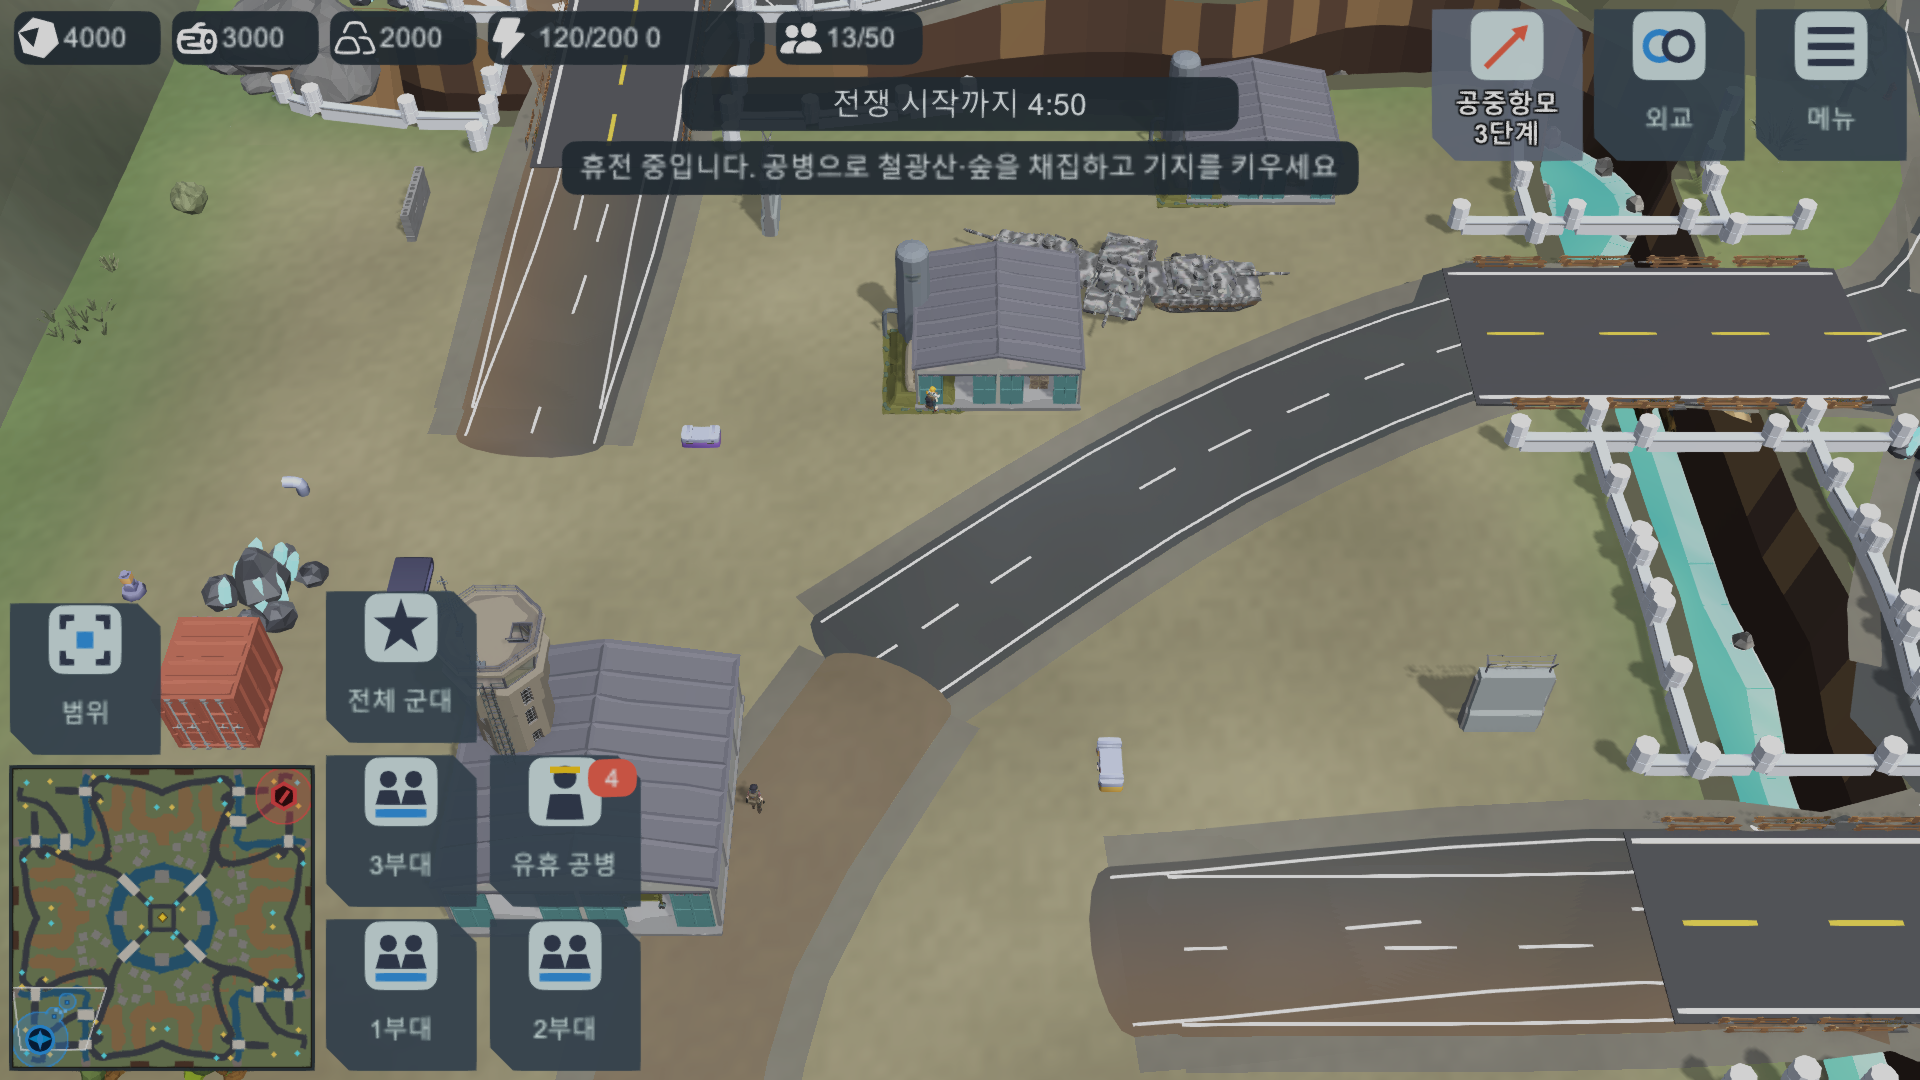 4000
3000
2000
120/200 0
13/50
전쟁 시작까지 4:50
휴전 중입니다. 공병으로 철광산·숲을 채집하고 기지를 키우세요
공중항모
3단계
외교
메뉴
범위
전체 군대
3부대
4
유휴 공병
1부대
2부대